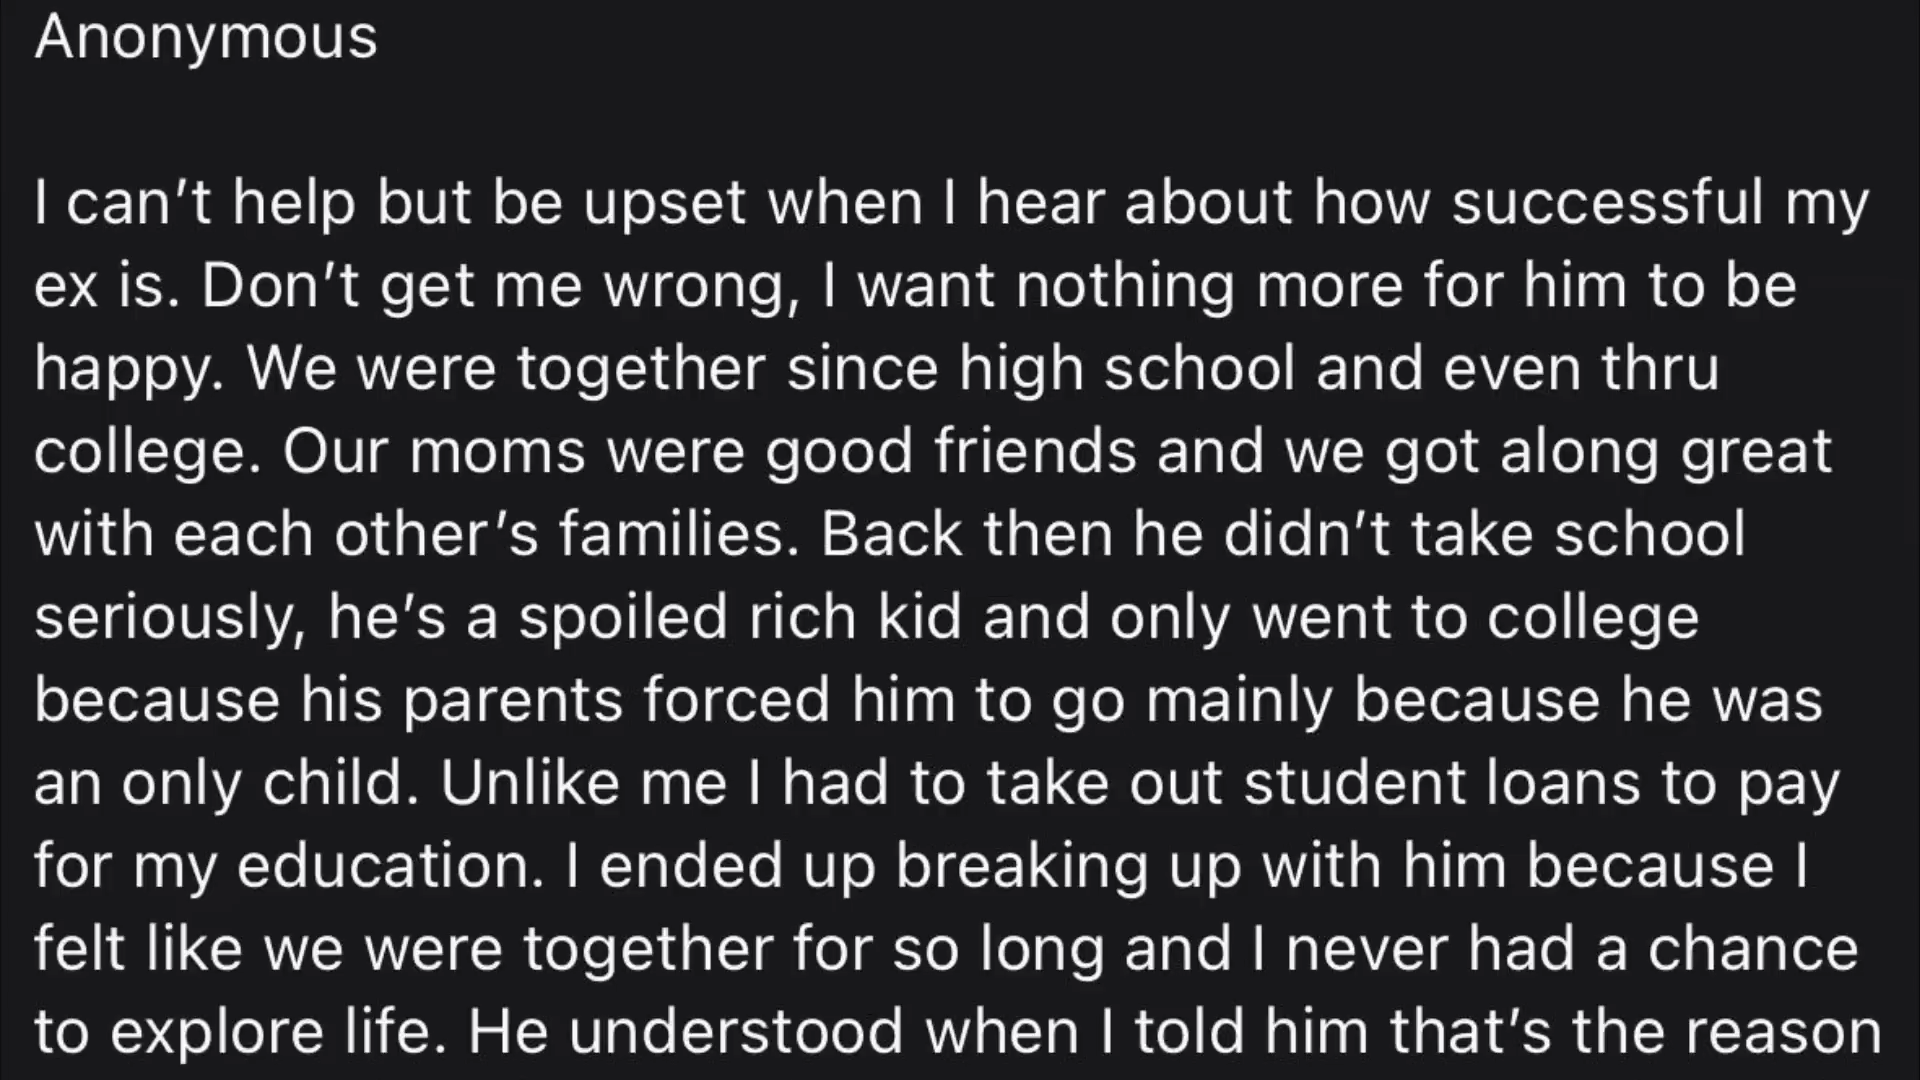 Anonymous
I can't help but be upset when I hear about how successful my
ex is. Don't get me wrong, I want nothing more for him to be
happy. We were together since high school and even thru
college. Our moms were good friends and we got along great
with each other's families. Back then he didn't take school
seriously, he's a spoiled rich kid and only went to college
because his parents forced him to go mainly because he was
an only child. Unlike me I had to take out student loans to pay
for my education. I ended up breaking up with him because I
felt like we were together for so long and I never had a chance
to explore life. He understood when I told him that's the reason